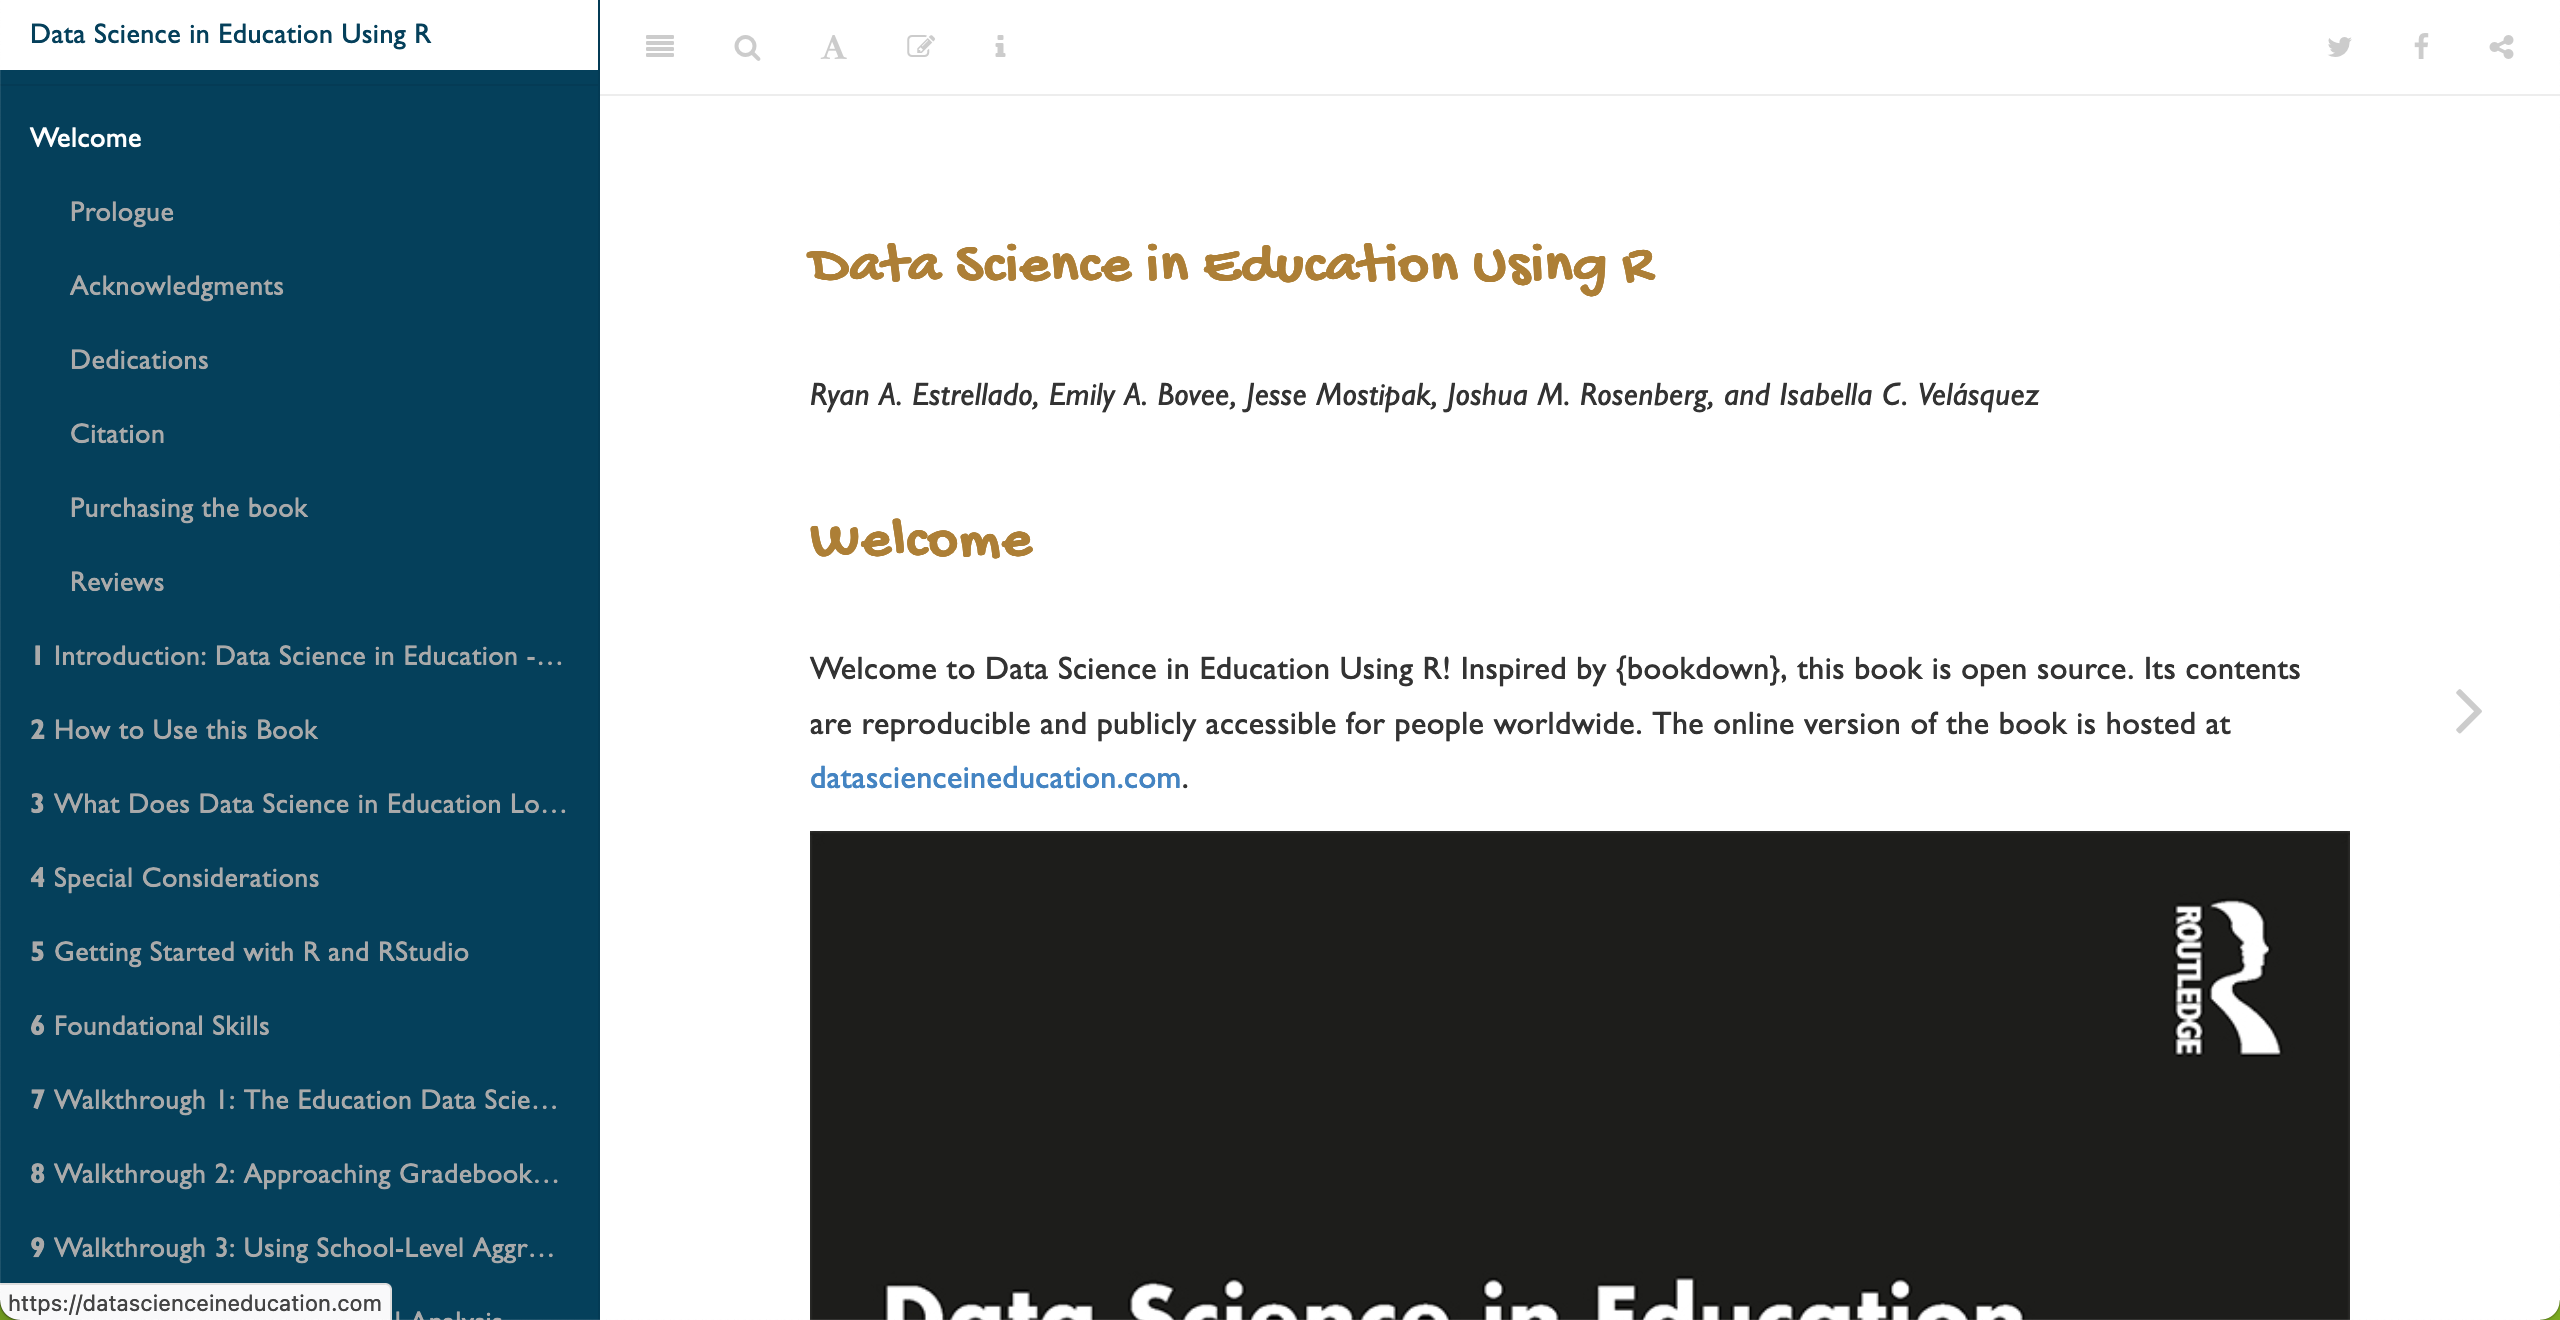 Data Science in Education Using R
Welcome
Prologue
Acknowledgments
Dedications
Citation
Purchasing the book
Reviews
1 Introduction: Data Science in Education -…
2 How to Use this Book
3 What Does Data Science in Education Lo…
4 Special Considerations
5 Getting Started with R and RStudio
6 Foundational Skills
7 Walkthrough 1: The Education Data Scie…
8 Walkthrough 2: Approaching Gradebook…
9 Walkthrough 3: Using School-Level Aggr…
Analysis
https://datascienceineducation.com
Data Science in Education Using R
Ryan A. Estrellado, Emily A. Bovee, Jesse Mostipak, Joshua M. Rosenberg, and Isabella C. Velásquez
Welcome
Welcome to Data Science in Education Using R! Inspired by {bookdown}, this book is open source. Its contents
are reproducible and publicly accessible for people worldwide. The online version of the book is hosted at
datascienceineducation.com.
ROUTLEDGE
Data Science in Education